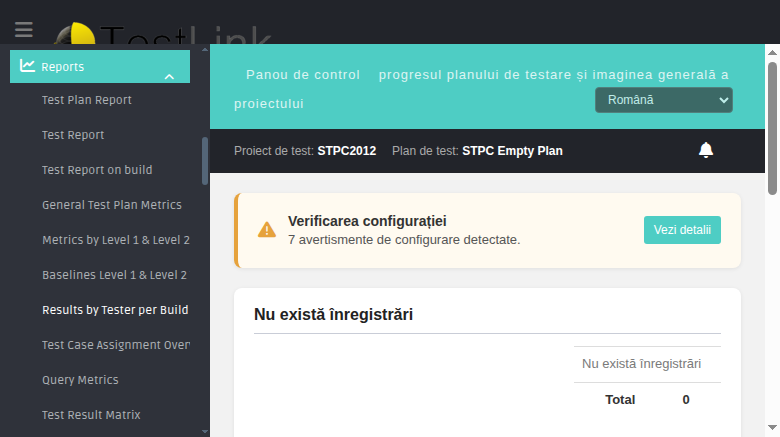 TestLink
Reports
Test Plan Report
Test Report
Test Report on build
General Test Plan Metrics
Metrics by Level 1 & Level 2
Baselines Level 1 & Level 2
Results by Tester per Build
Test Case Assignment Over
Query Metrics
Test Result Matrix
Panou de control progresul planului de testare și imaginea generală a
proiectului
Română
Proiect de test: STPC2012 Plan de test: STPC Empty Plan
Verificarea configurației
7 avertismente de configurare detectate.
Vezi detalii
Nu există înregistrări
Nu există înregistrări
Total 0